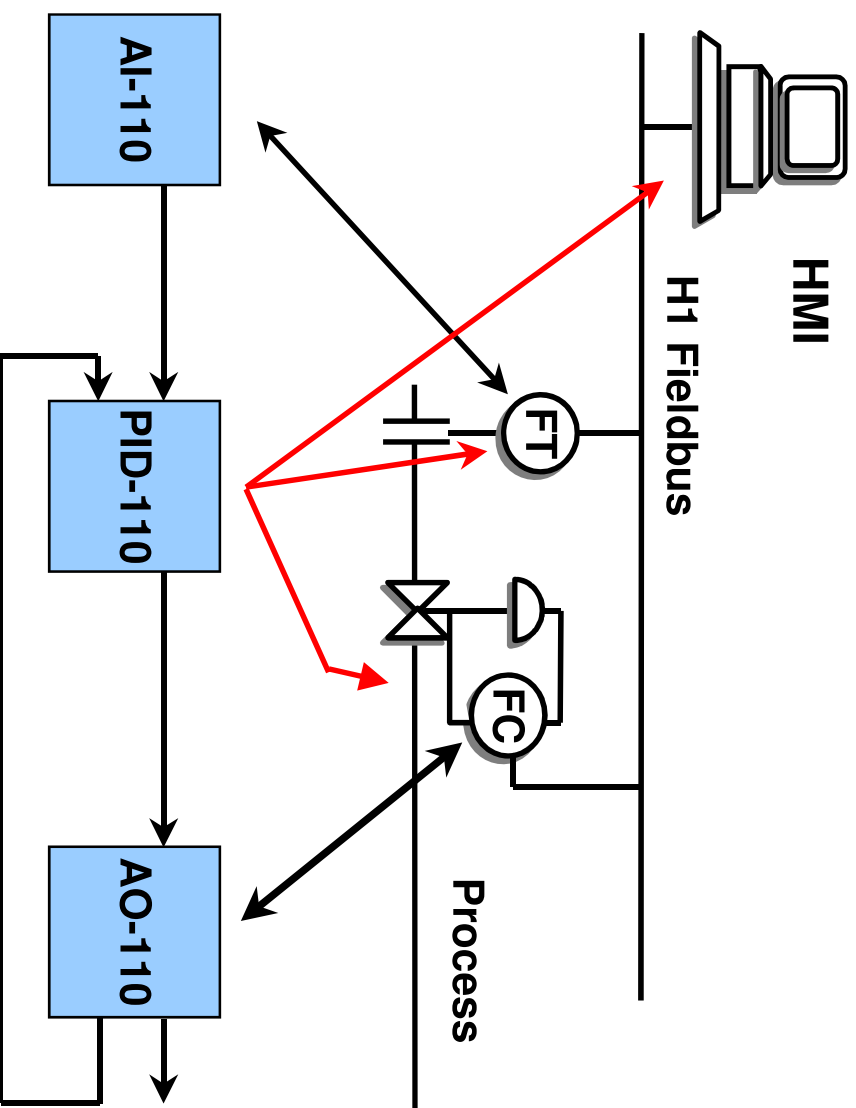 HMI
H1 Fieldbus
FT
FC
Process
AI-110
PID-110
AO-110